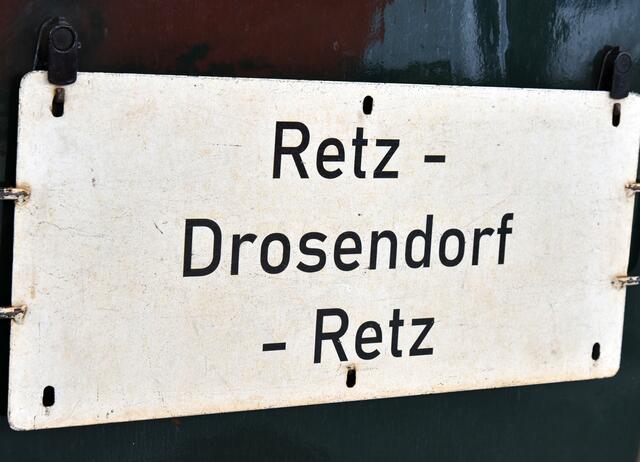 Retz –
Drosendorf
– Retz